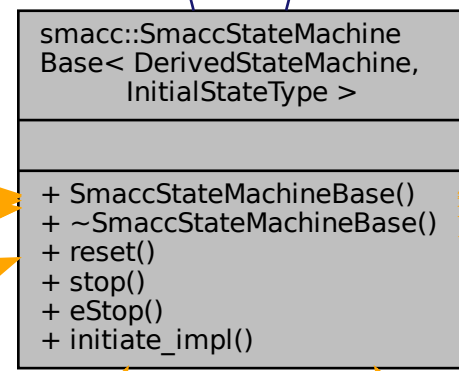 smacc::SmaccStateMachine
Base< DerivedStateMachine,
InitialStateType >
+ SmaccStateMachineBase()
+ ~SmaccStateMachineBase()
+ reset()
+ stop()
+ eStop()
+ initiate_impl()